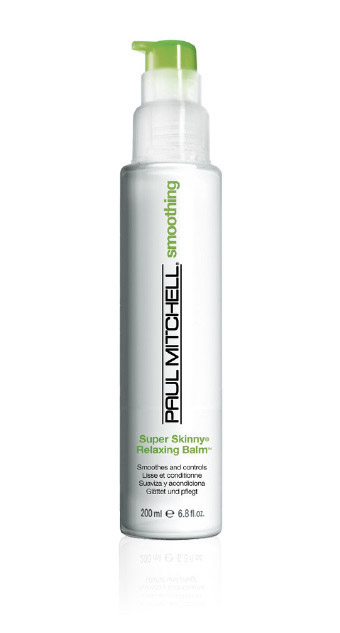 PAUL MITCHELL® smoothing
Super Skinny®
Relaxing Balm™
Smoothes and controls
Lisse et conditionne
Suaviza y acondiciona
Glättet und pflegt
200 ml ℮ 6.8 fl.oz.